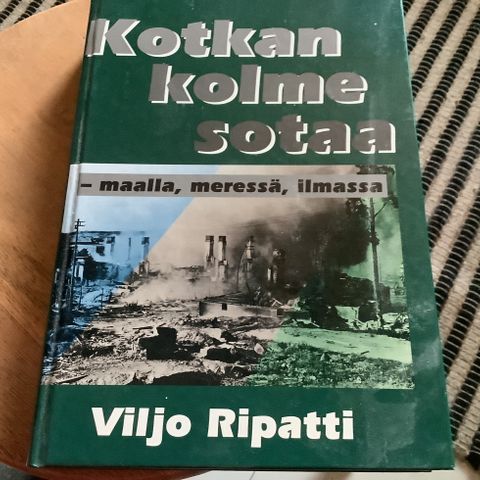 Kotkan
kolme
sotaa
– maalla, meressä, ilmassa
Viljo Ripatti